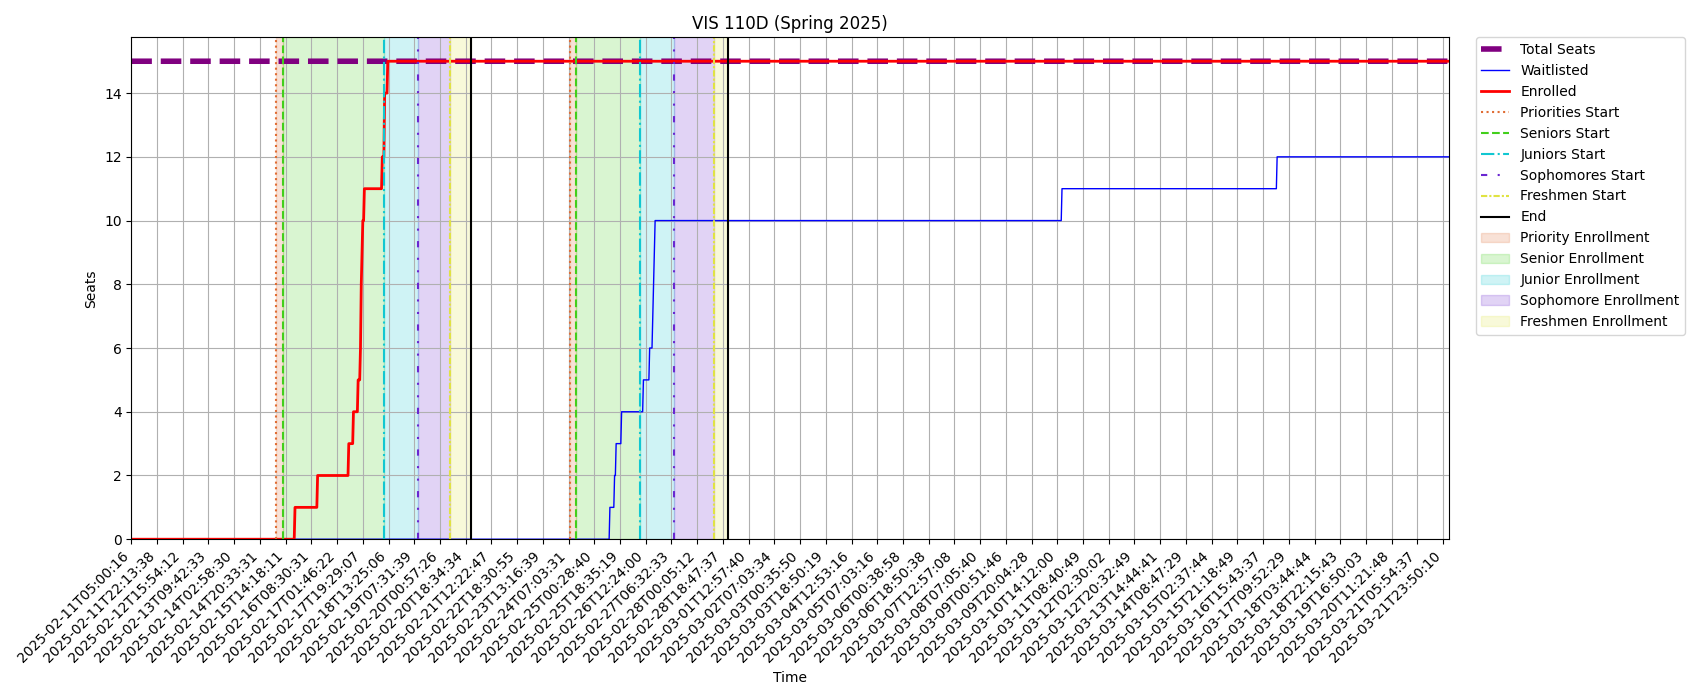 VIS 110D (Spring 2025)
Seats
14
12
10
8
6
4
2
0
Total Seats
Waitlisted
Enrolled
Priorities Start
Seniors Start
Juniors Start
Sophomores Start
Freshmen Start
End
Priority Enrollment
Senior Enrollment
Junior Enrollment
Sophomore Enrollment
Freshmen Enrollment
2025-02-11T05:00:16
2025-02-11T22:13:38
2025-02-12T15:54:12
2025-02-13T09:42:33
2025-02-14T02:58:30
2025-02-14T20:33:31
2025-02-15T14:18:11
2025-02-16T08:30:31
2025-02-17T01:46:22
2025-02-17T19:29:07
2025-02-18T13:25:06
2025-02-19T07:31:39
2025-02-20T00:57:26
2025-02-20T18:34:34
2025-02-21T12:22:47
2025-02-22T18:30:55
2025-02-23T13:16:39
2025-02-24T07:03:31
2025-02-25T00:28:40
2025-02-25T18:35:19
2025-02-26T12:24:00
2025-02-27T06:32:33
2025-02-28T00:05:12
2025-02-28T18:47:37
2025-03-01T12:57:40
2025-03-02T07:03:34
2025-03-03T00:35:50
2025-03-03T18:50:19
2025-03-04T12:53:16
2025-03-05T07:03:16
2025-03-06T00:38:58
2025-03-06T18:50:38
2025-03-07T12:57:08
2025-03-08T07:05:40
2025-03-09T00:51:46
2025-03-09T20:04:28
2025-03-10T14:12:00
2025-03-11T08:40:49
2025-03-12T02:30:02
2025-03-12T20:32:49
2025-03-13T14:44:41
2025-03-14T08:47:29
2025-03-15T02:37:44
2025-03-15T21:18:49
2025-03-16T15:43:37
2025-03-17T09:52:29
2025-03-18T03:44:44
2025-03-18T22:15:43
2025-03-19T16:50:03
2025-03-20T11:21:48
2025-03-21T05:54:37
2025-03-21T23:50:10
Time